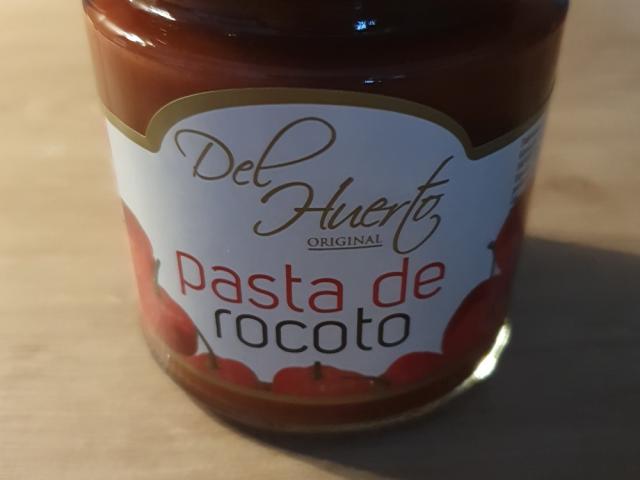 Del
Huerto
ORIGINAL
pasta de
rocoto